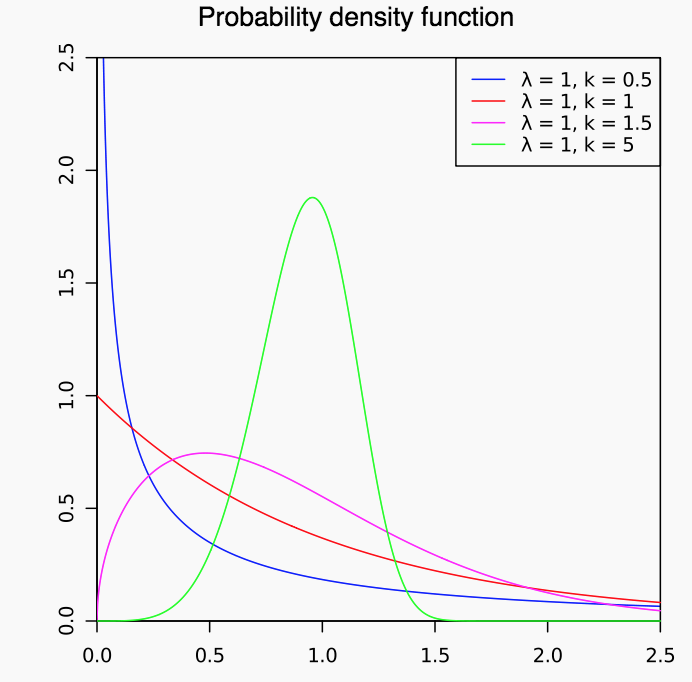 Probability density function
λ = 1, k = 0.5
λ = 1, k = 1
λ = 1, k = 1.5
λ = 1, k = 5
2.5
2.0
1.5
1.0
0.5
0.0
0.0 0.5 1.0 1.5 2.0 2.5